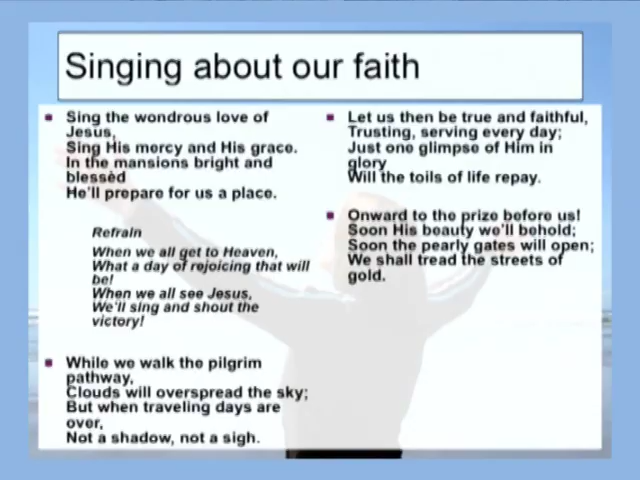 Singing about our faith
Sing the wondrous love of
Jesus,
Sing His mercy and His grace.
In the mansions bright and
blessèd
He'll prepare for us a place.
Refrain
When we all get to Heaven,
What a day of rejoicing that will
be!
When we all see Jesus,
We'll sing and shout the
victory!
While we walk the pilgrim
pathway,
Clouds will overspread the sky;
But when traveling days are
over,
Not a shadow, not a sigh.
Let us then be true and faithful,
Trusting, serving every day;
Just one glimpse of Him in
glory
Will the toils of life repay.
Onward to the prize before us!
Soon His beauty we'll behold;
Soon the pearly gates will open;
We shall tread the streets of
gold.